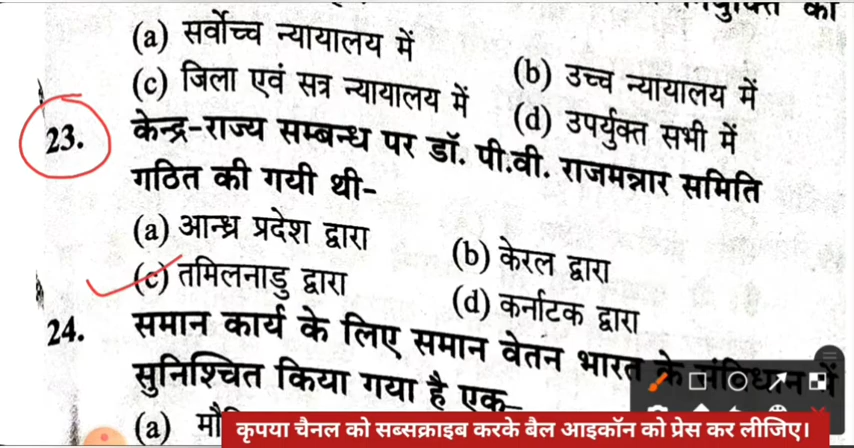 (a) सर्वोच्च न्यायालय में
(b) उच्च न्यायालय में
(c) जिला एवं सत्र न्यायालय में
(d) उपर्युक्त सभी में
23. केन्द्र-राज्य सम्बन्ध पर डॉ. पी.वी. राजमन्नार समिति
गठित की गयी थी-
(a) आन्ध्र प्रदेश द्वारा
(b) केरल द्वारा
(c) तमिलनाडु द्वारा
(d) कर्नाटक द्वारा
24. समान कार्य के लिए समान वेतन भारत के संविधान में
सुनिश्चित किया गया है एक-
(a)
कृपया चैनल को सब्सक्राइब करके बैल आइकॉन को प्रेस कर लीजिए।